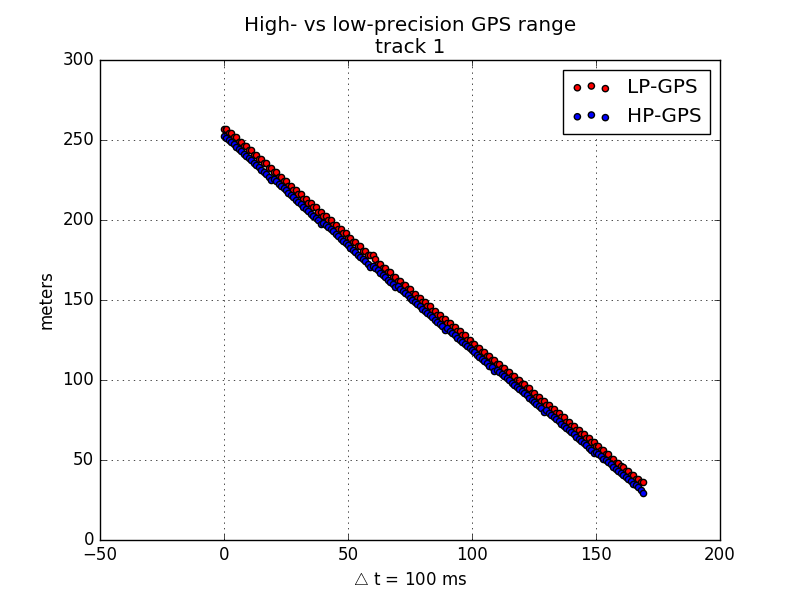 High- vs low-precision GPS range
track 1
300
250
200
150
100
50
0
meters
LP-GPS
HP-GPS
−50
0
50
100
150
200
△ t = 100 ms